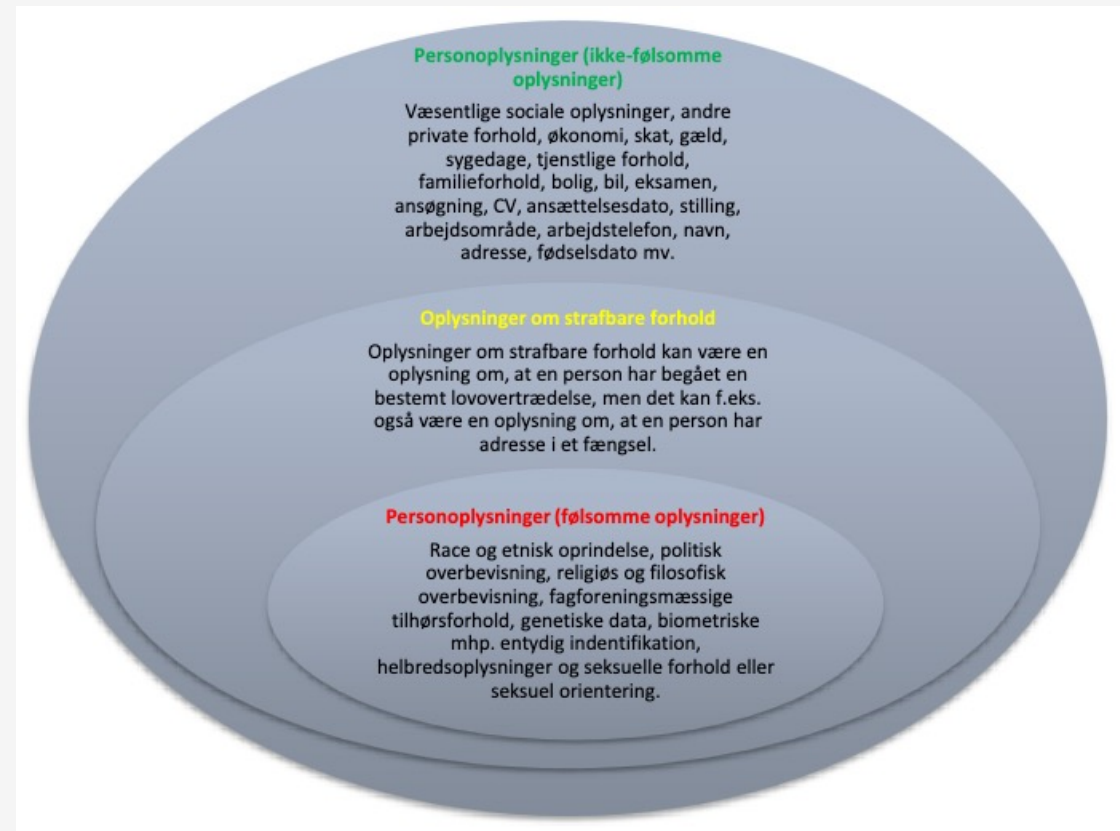 Personoplysninger (ikke-følsomme
oplysninger)
Væsentlige sociale oplysninger, andre
private forhold, økonomi, skat, gæld,
sygedage, tjenstlige forhold,
familieforhold, bolig, bil, eksamen,
ansøgning, CV, ansættelsesdato, stilling,
arbejdsområde, arbejdstelefon, navn,
adresse, fødselsdato mv.
Oplysninger om strafbare forhold
Oplysninger om strafbare forhold kan være en
oplysning om, at en person har begået en
bestemt lovovertrædelse, men det kan f.eks.
også være en oplysning om, at en person har
adresse i et fængsel.
Personoplysninger (følsomme oplysninger)
Race og etnisk oprindelse, politisk
overbevisning, religiøs og filosofisk
overbevisning, fagforeningsmæssige
tilhørsforhold, genetiske data, biometriske
mhp. entydig indentifikation,
helbredsoplysninger og seksuelle forhold eller
seksuel orientering.